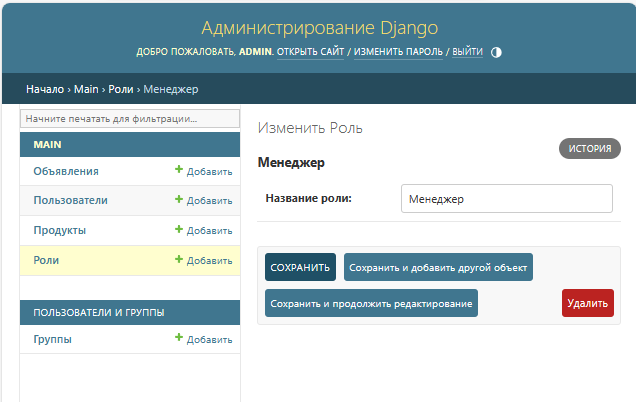 Администрирование Django
ДОБРО ПОЖАЛОВАТЬ, ADMIN. ОТКРЫТЬ САЙТ / ИЗМЕНИТЬ ПАРОЛЬ / ВЫЙТИ
Начало › Main › Роли › Менеджер
Начните печатать для фильтрации...
MAIN
Объявления + Добавить
Пользователи + Добавить
Продукты + Добавить
Роли + Добавить
ПОЛЬЗОВАТЕЛИ И ГРУППЫ
Группы + Добавить
Изменить Роль
ИСТОРИЯ
Менеджер
Название роли: Менеджер
СОХРАНИТЬ Сохранить и добавить другой объект
Сохранить и продолжить редактирование Удалить